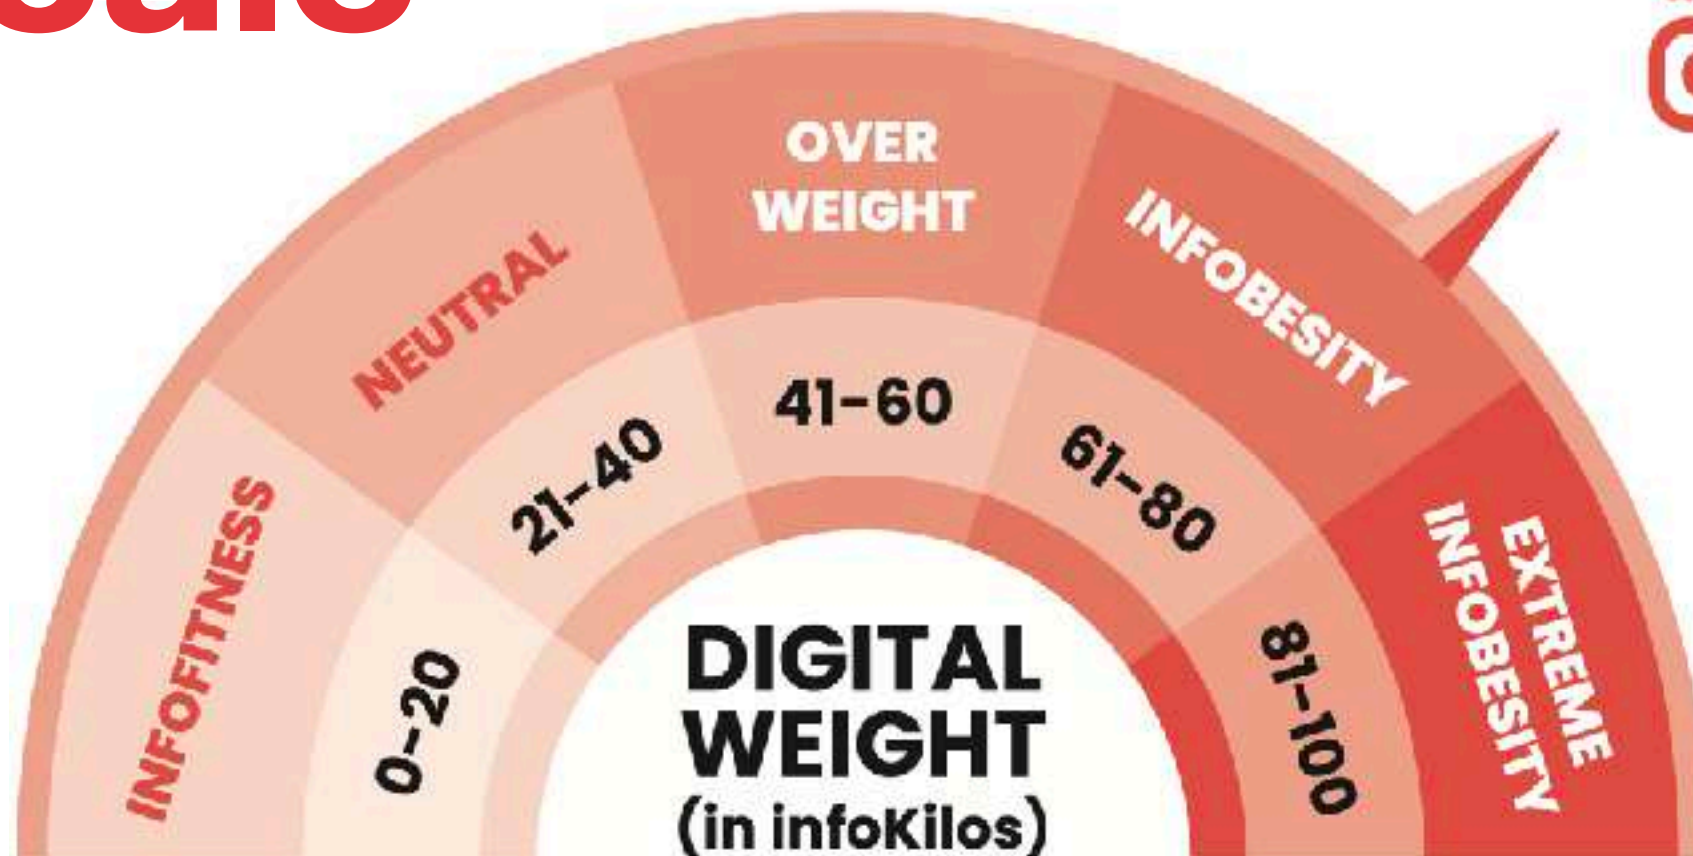 OVER
WEIGHT
NEUTRAL
INFOBESITY
INFOFITNESS
EXTREME
INFOBESITY
0-20
21-40
41-60
61-80
81-100
DIGITAL
WEIGHT
(in infoKilos)